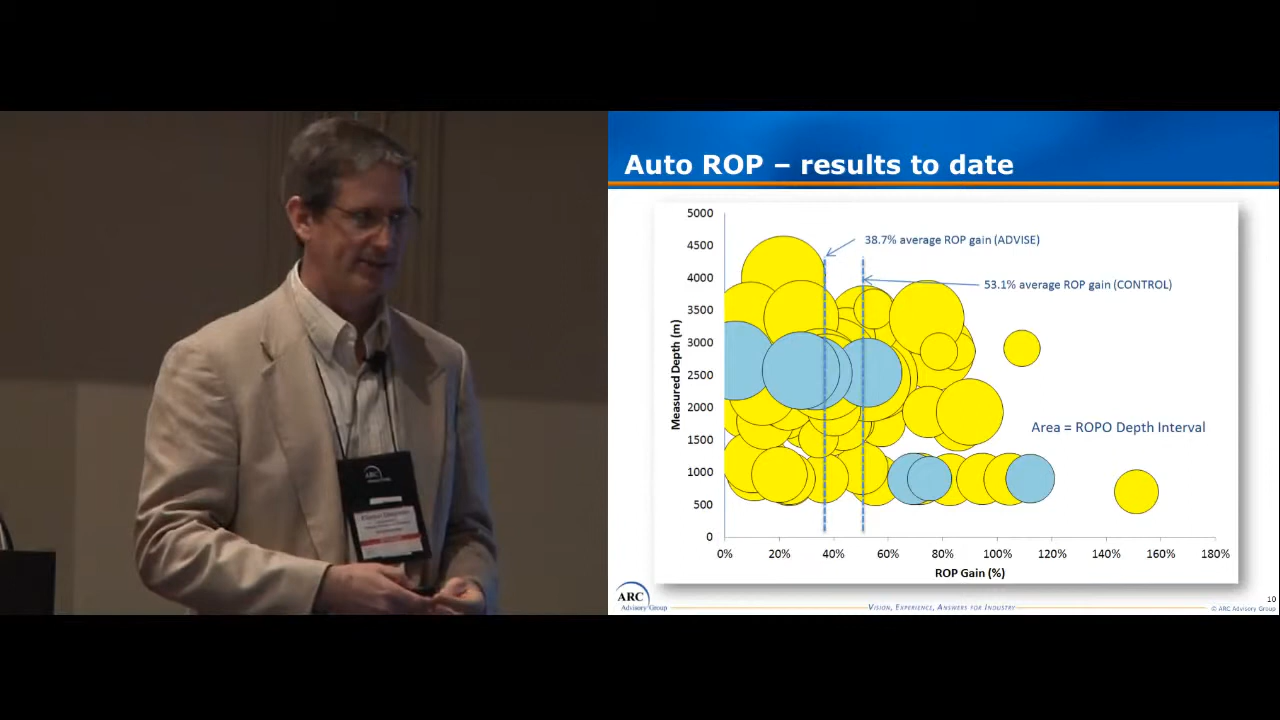 Auto ROP – results to date
5000
4500
4000
3500
3000
2500
2000
1500
1000
500
0
Measured Depth (m)
38.7% average ROP gain (ADVISE)
53.1% average ROP gain (CONTROL)
Area = ROPO Depth Interval
0%
20%
40%
60%
80%
100%
120%
140%
160%
180%
ROP Gain (%)
ARC
Advisory Group
VISION, EXPERIENCE, ANSWERS FOR INDUSTRY
10
© ARC Advisory Group
ARC